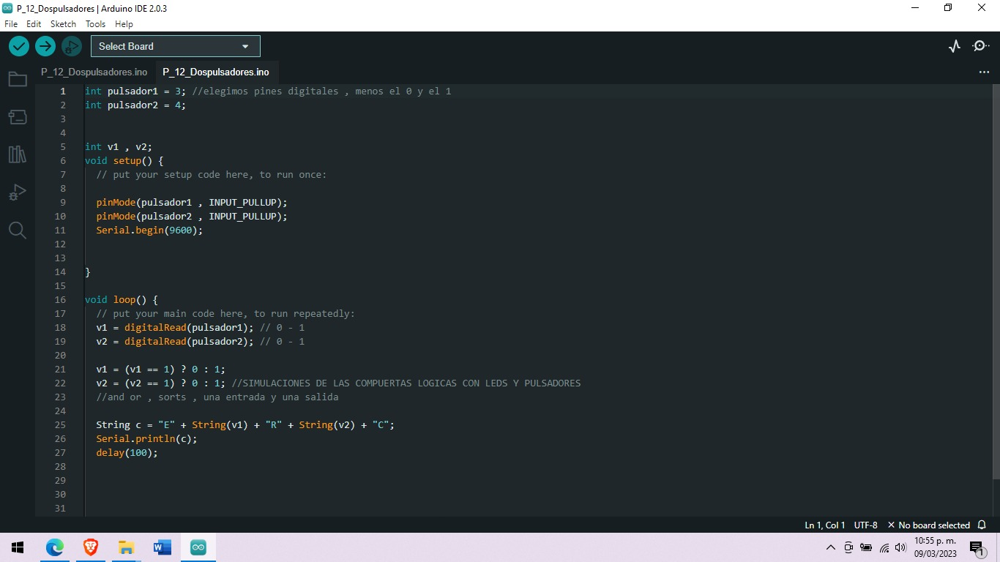 P_12_Dospulsadores | Arduino IDE 2.0.3
File Edit Sketch Tools Help
Select Board
P_12_Dospulsadores.ino P_12_Dospulsadores.ino
1 int pulsador1 = 3; //elegimos pines digitales , menos el 0 y el 1
2 int pulsador2 = 4;
3
4
5 int v1 , v2;
6 void setup() {
7 // put your setup code here, to run once:
8
9 pinMode(pulsador1 , INPUT_PULLUP);
10 pinMode(pulsador2 , INPUT_PULLUP);
11 Serial.begin(9600);
12
13
14 }
15
16 void loop() {
17 // put your main code here, to run repeatedly:
18 v1 = digitalRead(pulsador1); // 0 - 1
19 v2 = digitalRead(pulsador2); // 0 - 1
20
21 v1 = (v1 == 1) ? 0 : 1;
22 v2 = (v2 == 1) ? 0 : 1; //SIMULACIONES DE LAS COMPUERTAS LOGICAS CON LEDS Y PULSADORES
23 //and or , sorts , una entrada y una salida
24
25 String c = "E" + String(v1) + "R" + String(v2) + "C";
26 Serial.println(c);
27 delay(100);
28
29
30
31
Ln 1, Col 1 UTF-8 × No board selected
10:55 p. m.
09/03/2023
1